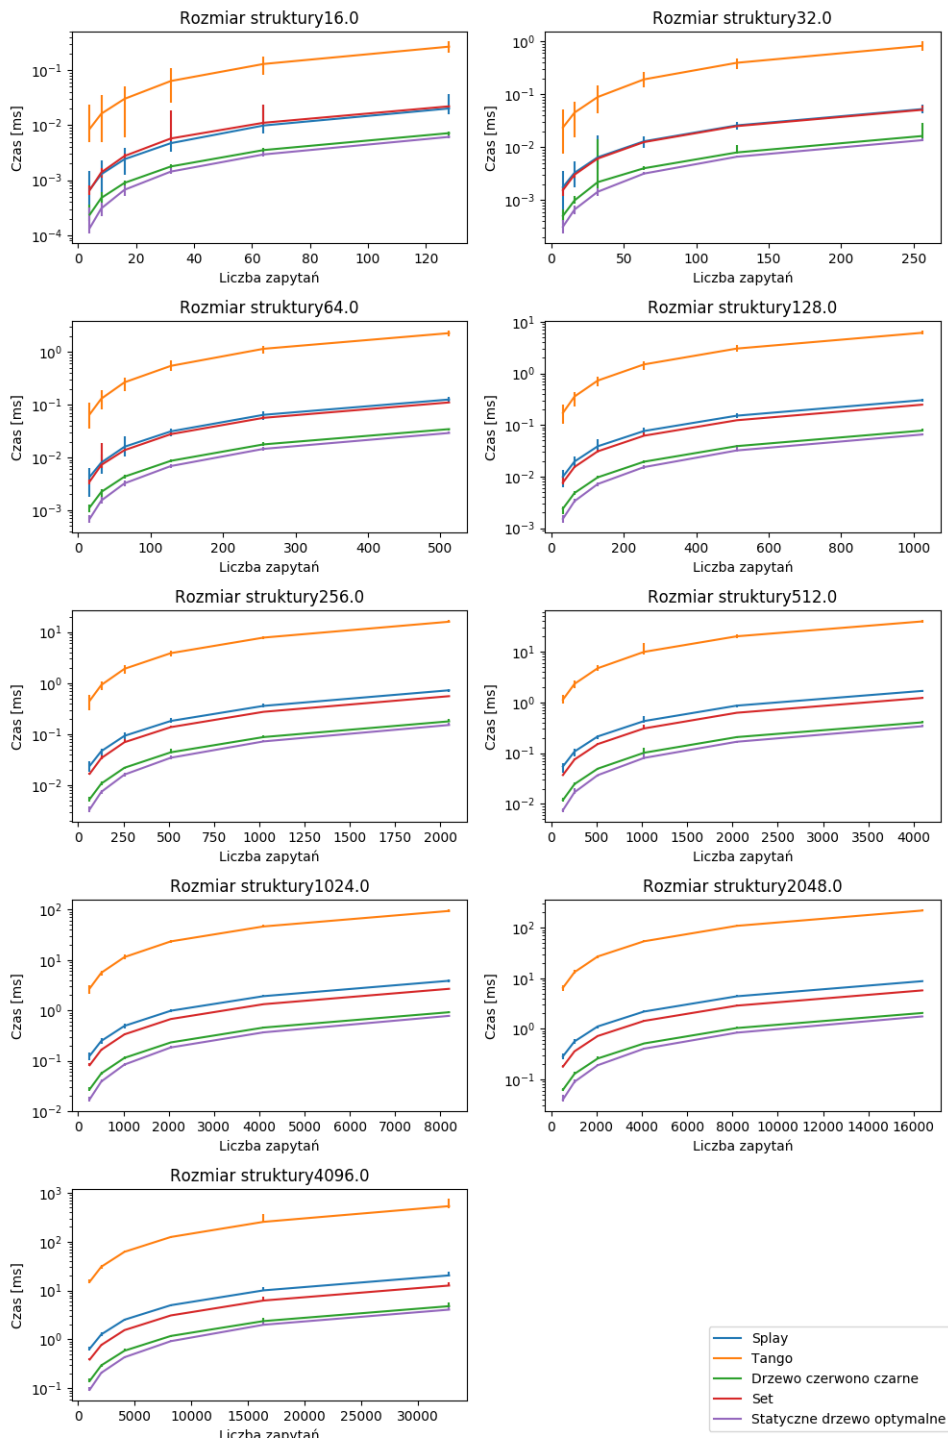 Rozmiar struktury16.0
Czas [ms]
10⁻¹
10⁻²
10⁻³
10⁻⁴
0 20 40 60 80 100 120
Liczba zapytań
Rozmiar struktury32.0
Czas [ms]
10⁰
10⁻¹
10⁻²
10⁻³
0 50 100 150 200 250
Liczba zapytań
Rozmiar struktury64.0
Czas [ms]
10⁰
10⁻¹
10⁻²
10⁻³
0 100 200 300 400 500
Liczba zapytań
Rozmiar struktury128.0
Czas [ms]
10¹
10⁰
10⁻¹
10⁻²
10⁻³
0 200 400 600 800 1000
Liczba zapytań
Rozmiar struktury256.0
Czas [ms]
10¹
10⁰
10⁻¹
10⁻²
0 250 500 750 1000 1250 1500 1750 2000
Liczba zapytań
Rozmiar struktury512.0
Czas [ms]
10¹
10⁰
10⁻¹
10⁻²
0 500 1000 1500 2000 2500 3000 3500 4000
Liczba zapytań
Rozmiar struktury1024.0
Czas [ms]
10²
10¹
10⁰
10⁻¹
10⁻²
0 1000 2000 3000 4000 5000 6000 7000 8000
Liczba zapytań
Rozmiar struktury2048.0
Czas [ms]
10²
10¹
10⁰
10⁻¹
0 2000 4000 6000 8000 10000 12000 14000 16000
Liczba zapytań
Rozmiar struktury4096.0
Czas [ms]
10³
10²
10¹
10⁰
10⁻¹
0 5000 10000 15000 20000 25000 30000
Liczba zapytań
Splay
Tango
Drzewo czerwono czarne
Set
Statyczne drzewo optymalne